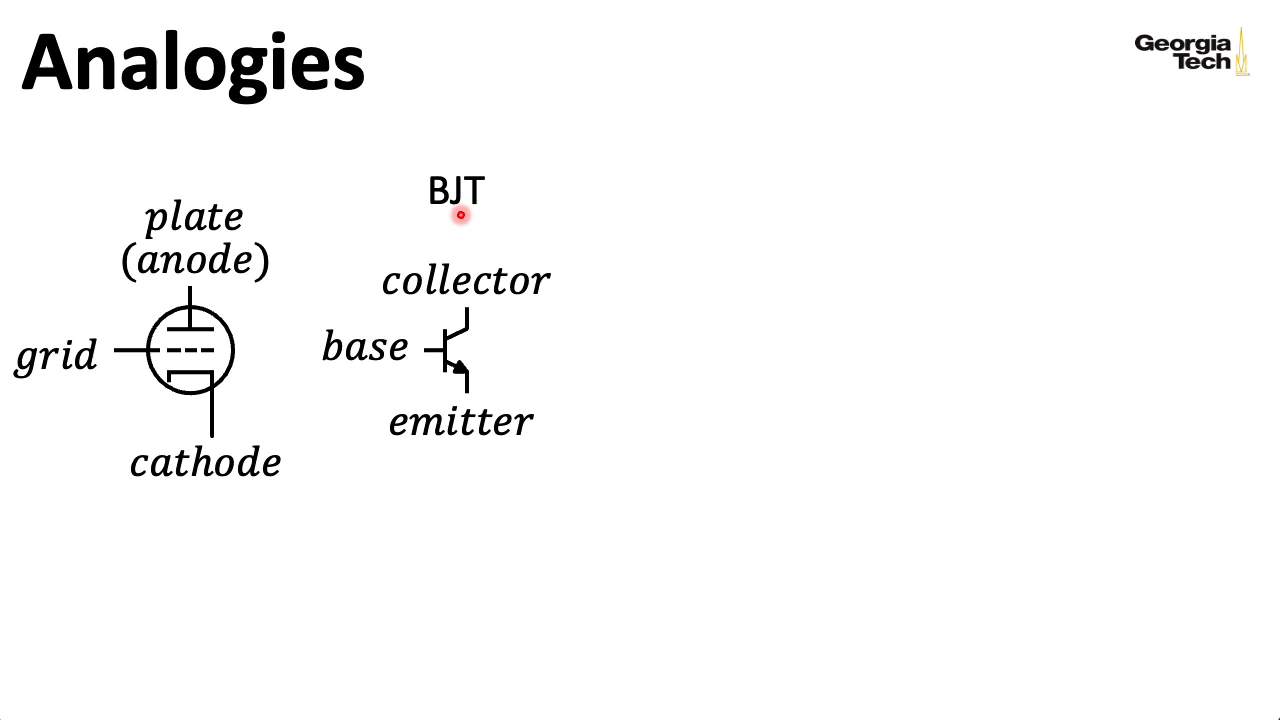 Analogies
Georgia
Tech
plate
(anode)
grid
cathode
BJT
collector
base
emitter